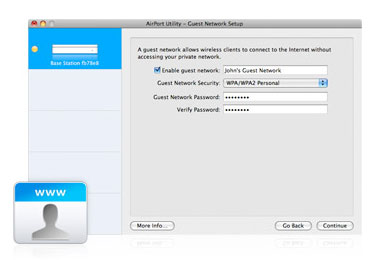 AirPort Utility - Guest Network Setup
Base Station fb78e8
A guest network allows wireless clients to connect to the Internet without
accessing your private network.
Enable guest network: John's Guest Network
Guest Network Security: WPA/WPA2 Personal
Guest Network Password: ••••••••
Verify Password: ••••••••
More Info... Go Back Continue
www